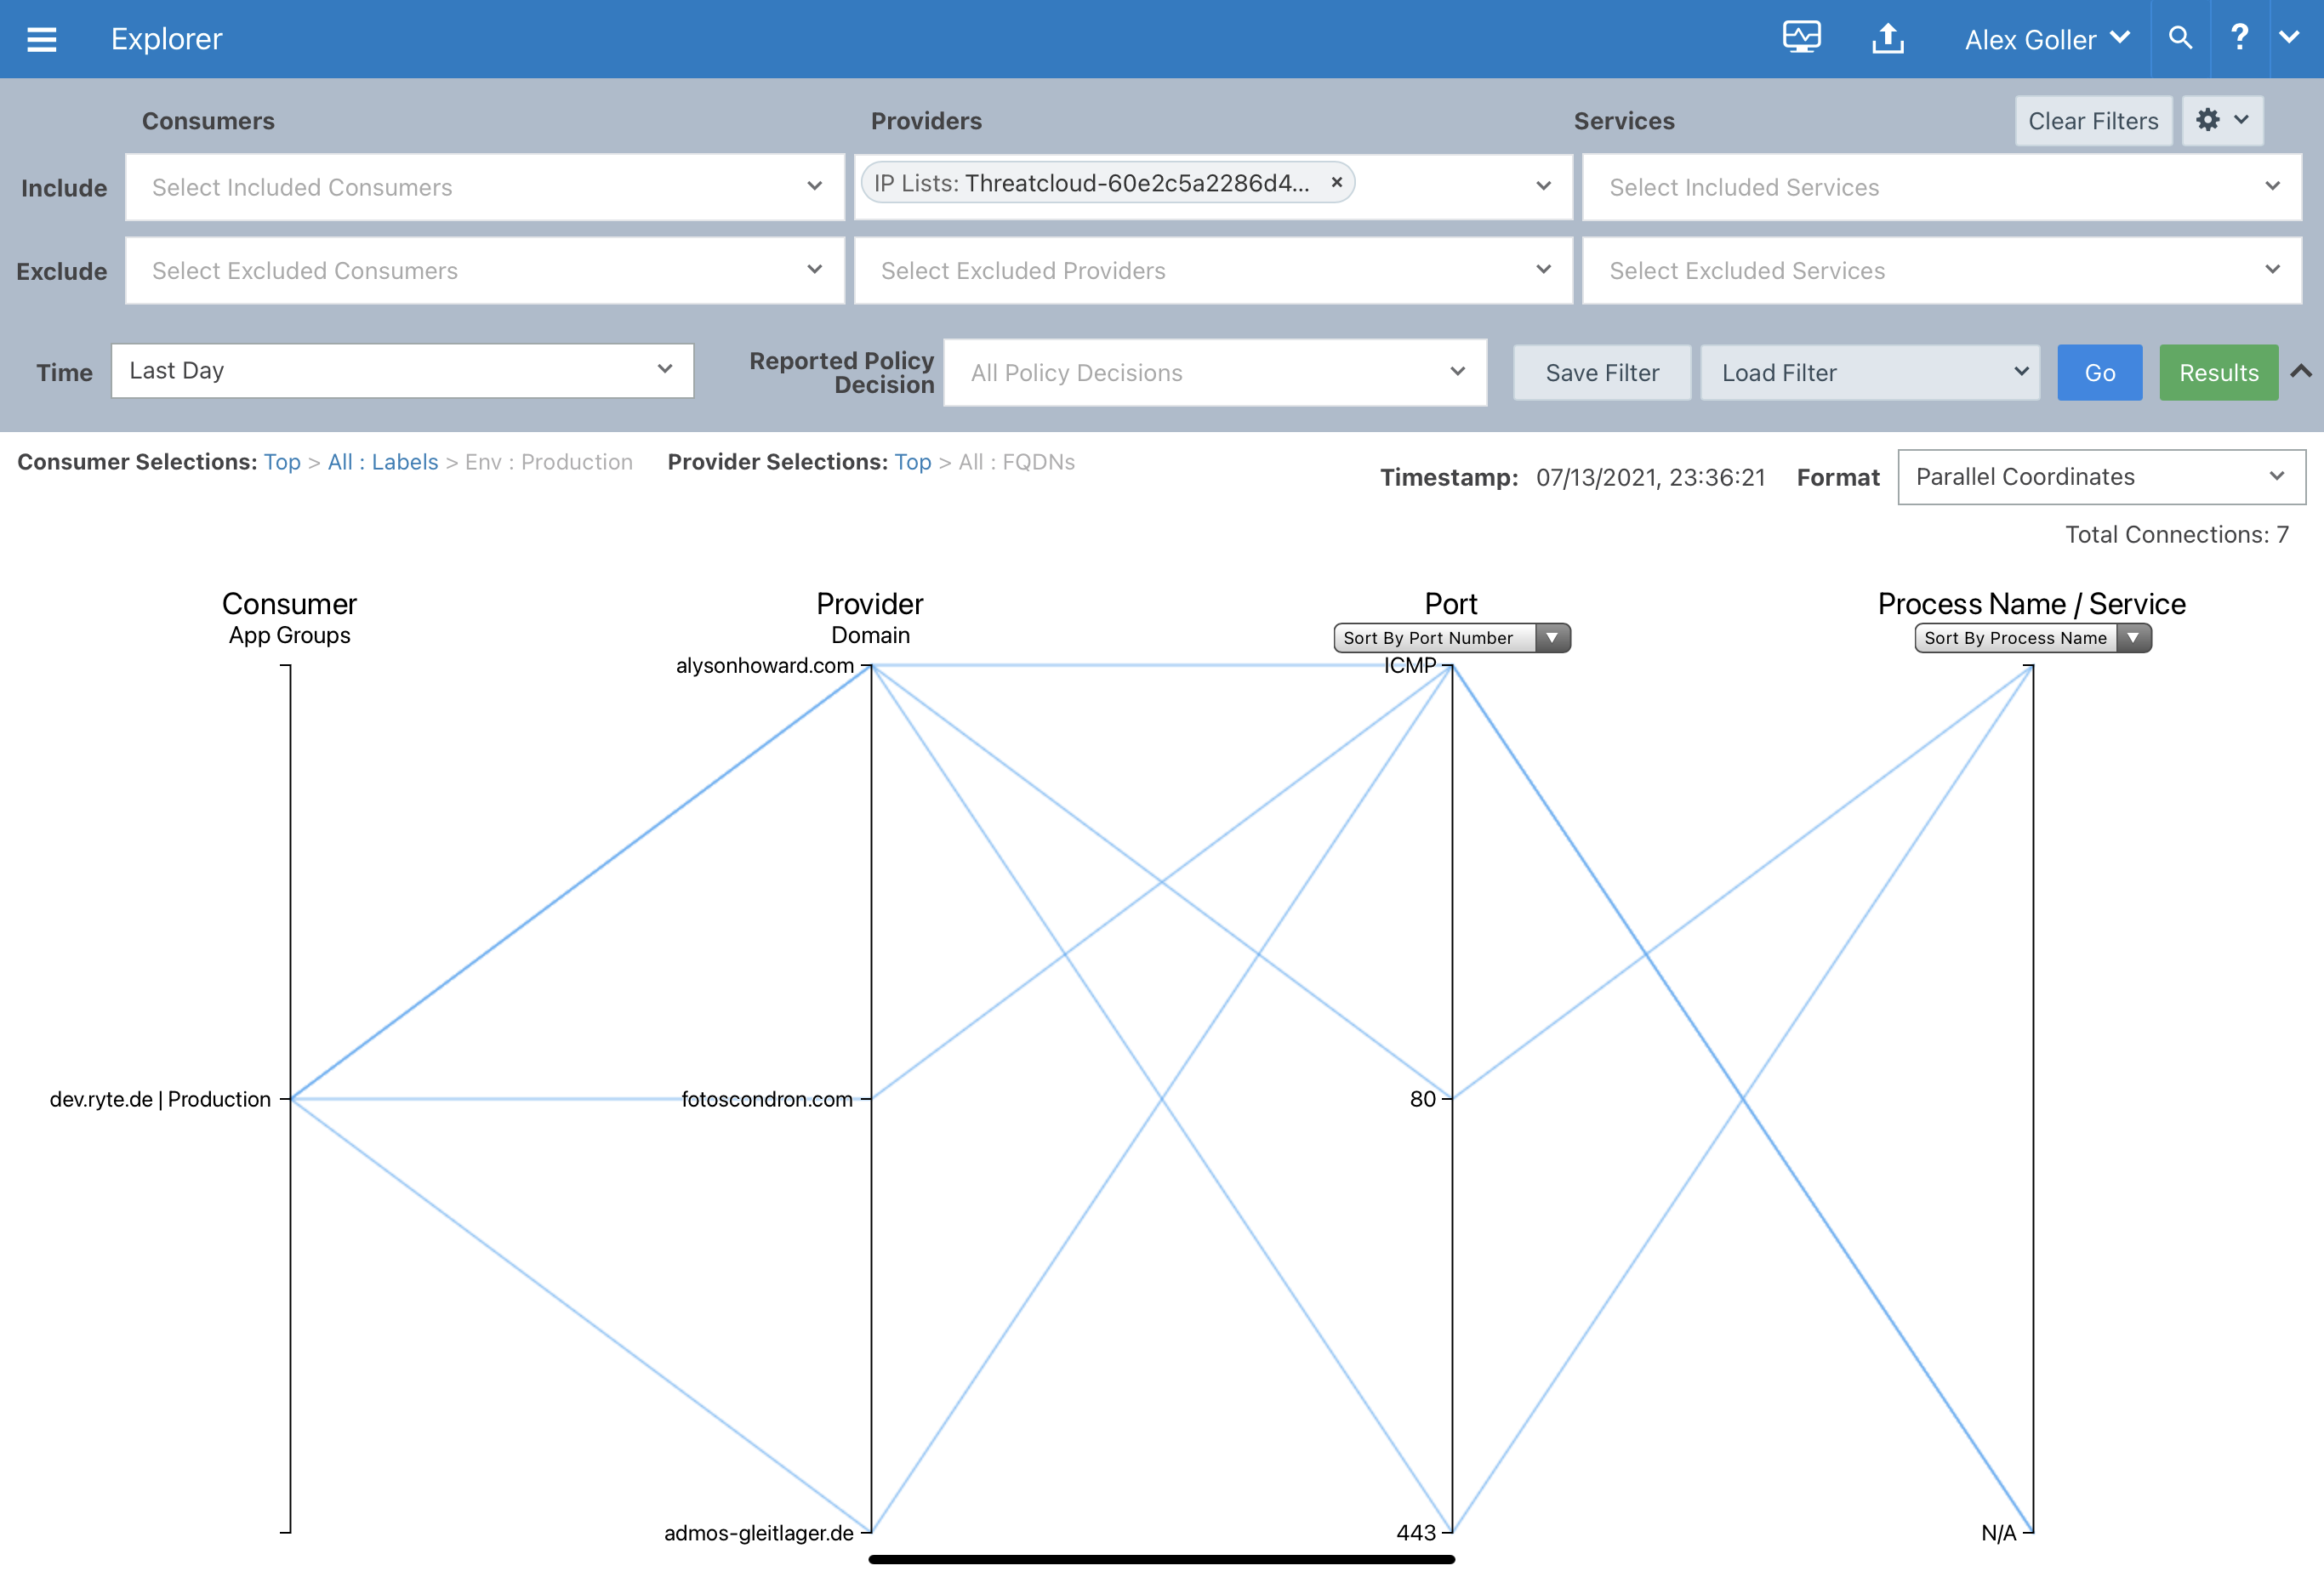 Explorer
Alex Goller
?
Consumers
Providers
Services
Clear Filters
Include
Select Included Consumers
IP Lists: Threatcloud-60e2c5a2286d4... ×
Select Included Services
Exclude
Select Excluded Consumers
Select Excluded Providers
Select Excluded Services
Time
Last Day
Reported Policy
Decision
All Policy Decisions
Save Filter
Load Filter
Go
Results
Consumer Selections: Top > All : Labels > Env : Production
Provider Selections: Top > All : FQDNs
Timestamp: 07/13/2021, 23:36:21
Format
Parallel Coordinates
Total Connections: 7
Consumer
App Groups
Provider
Domain
Port
Sort By Port Number
Process Name / Service
Sort By Process Name
alysonhoward.com
ICMP
dev.ryte.de | Production
fotoscondron.com
80
admos-gleitlager.de
443
N/A